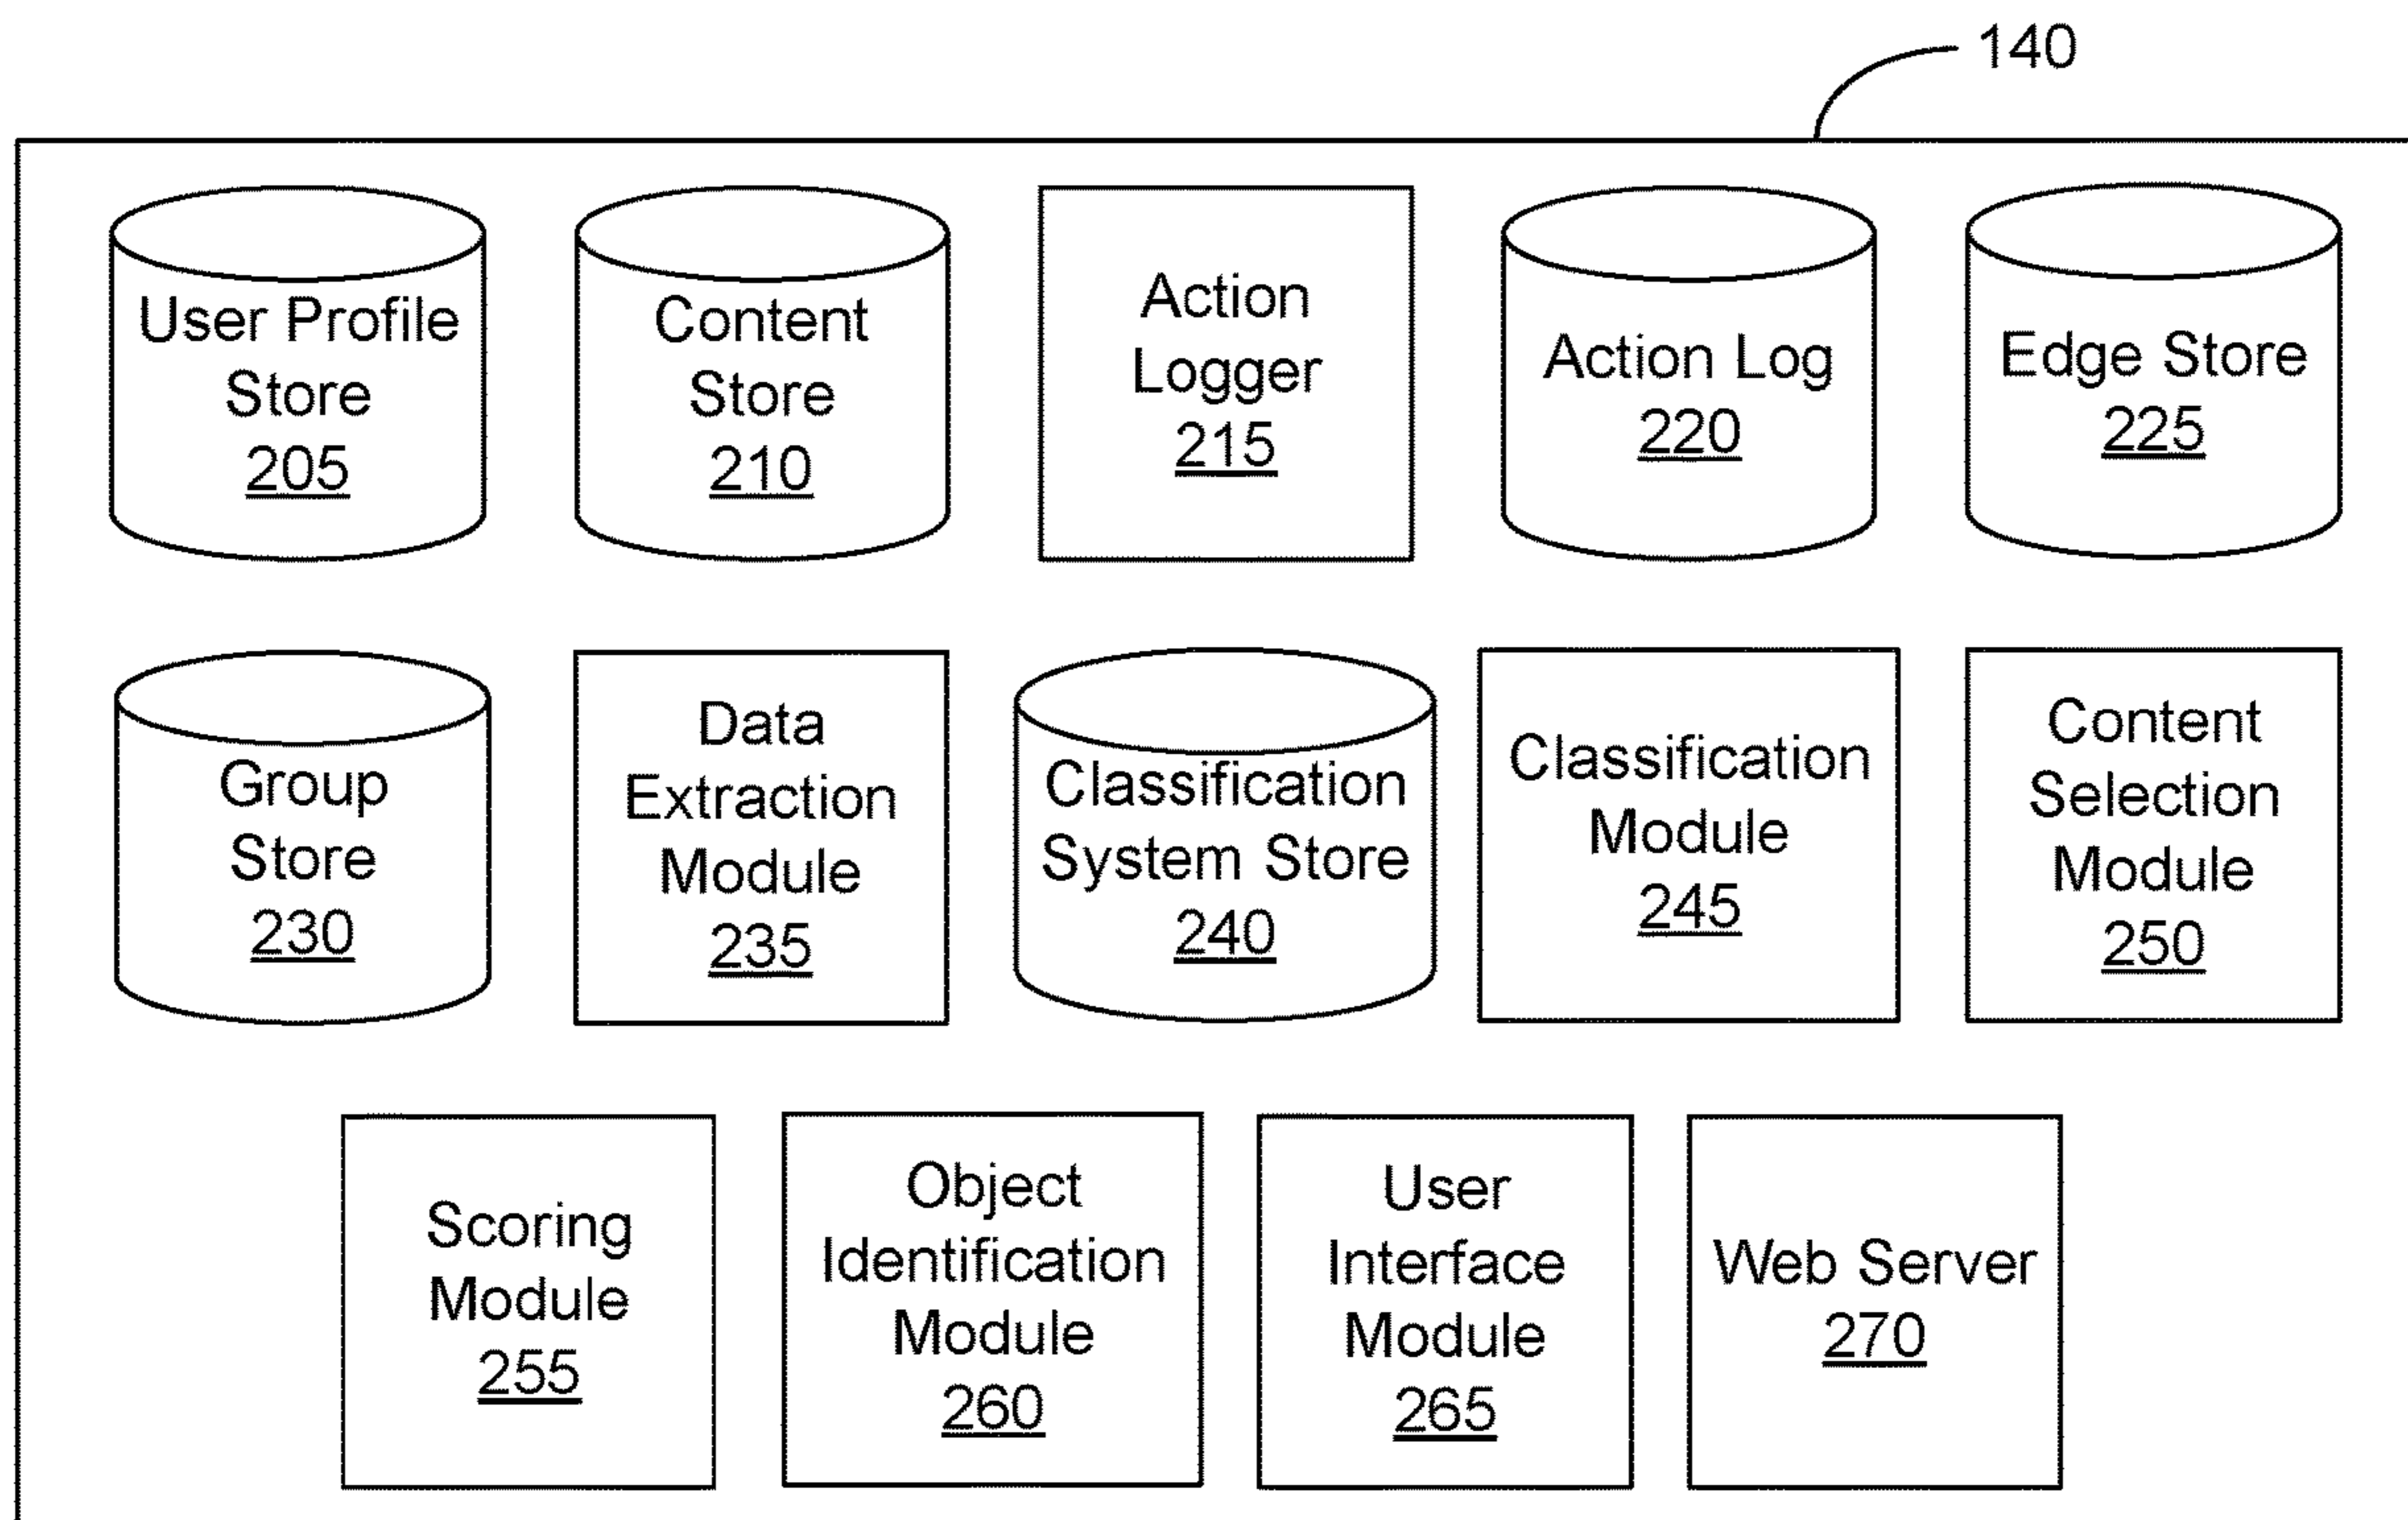 140
User Profile
Store
205
Content
Store
210
Action
Logger
215
Action Log
220
Edge Store
225
Group
Store
230
Data
Extraction
Module
235
Classification
System Store
240
Classification
Module
245
Content
Selection
Module
250
Scoring
Module
255
Object
Identification
Module
260
User
Interface
Module
265
Web Server
270